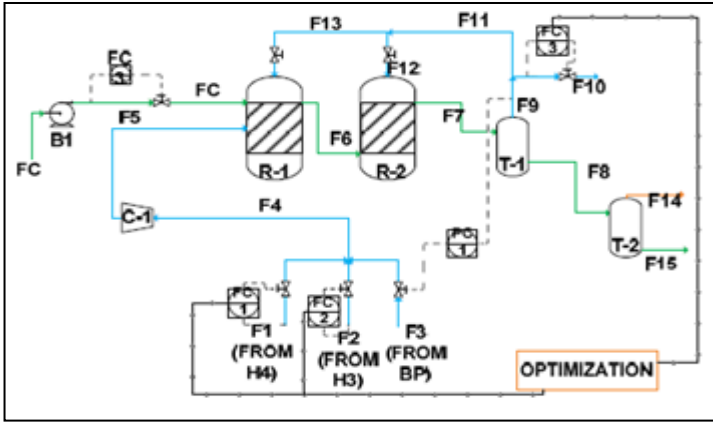 F13
F11
FC
3
FC
3
F12
F10
FC
F9
F5
B1
F7
F6
FC
R-1
R-2
T-1
F8
F14
F4
C-1
T-2
PC
1
F15
FC
1
FC
2
F1
(FROM
H4)
F2
(FROM
H3)
F3
(FROM
BP)
OPTIMIZATION